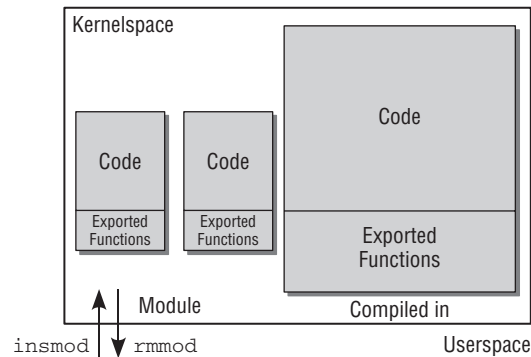 Kernelspace
Code
Code
Code
Exported
Functions
Exported
Functions
Exported
Functions
Module
Compiled in
insmod
rmmod
Userspace